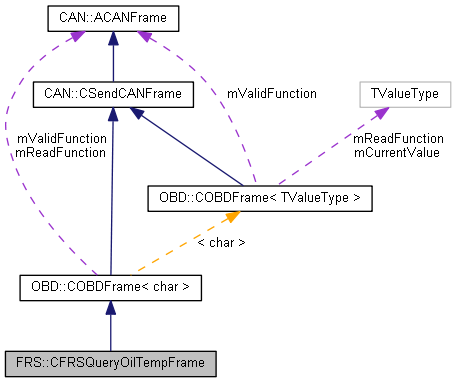 CAN::ACANFrame
CAN::CSendCANFrame
mValidFunction
TValueType
mValidFunction
mReadFunction
mReadFunction
mCurrentValue
OBD::COBDFrame< TValueType >
< char >
OBD::COBDFrame< char >
FRS::CFRSQueryOilTempFrame